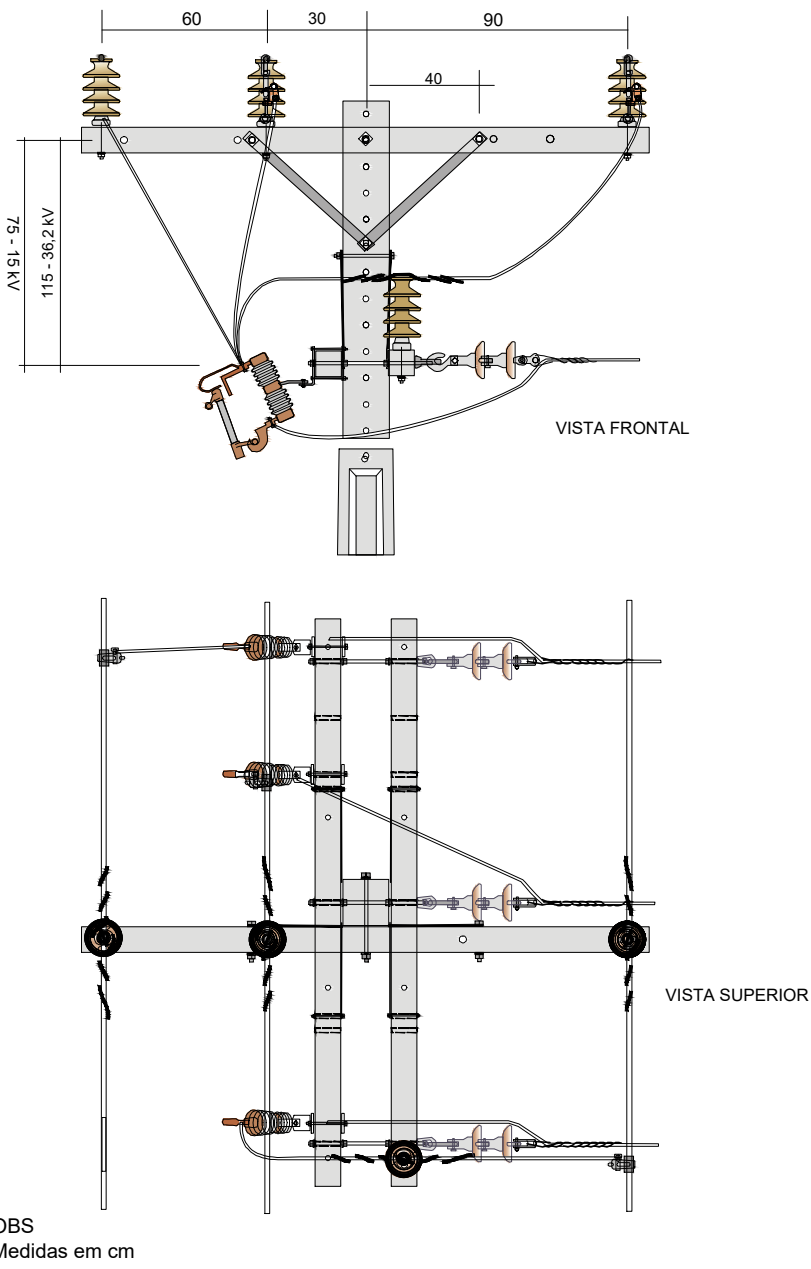 60
30
90
40
75 - 15 kV
115 - 36,2 kV
VISTA FRONTAL
VISTA SUPERIOR
OBS
Medidas em cm